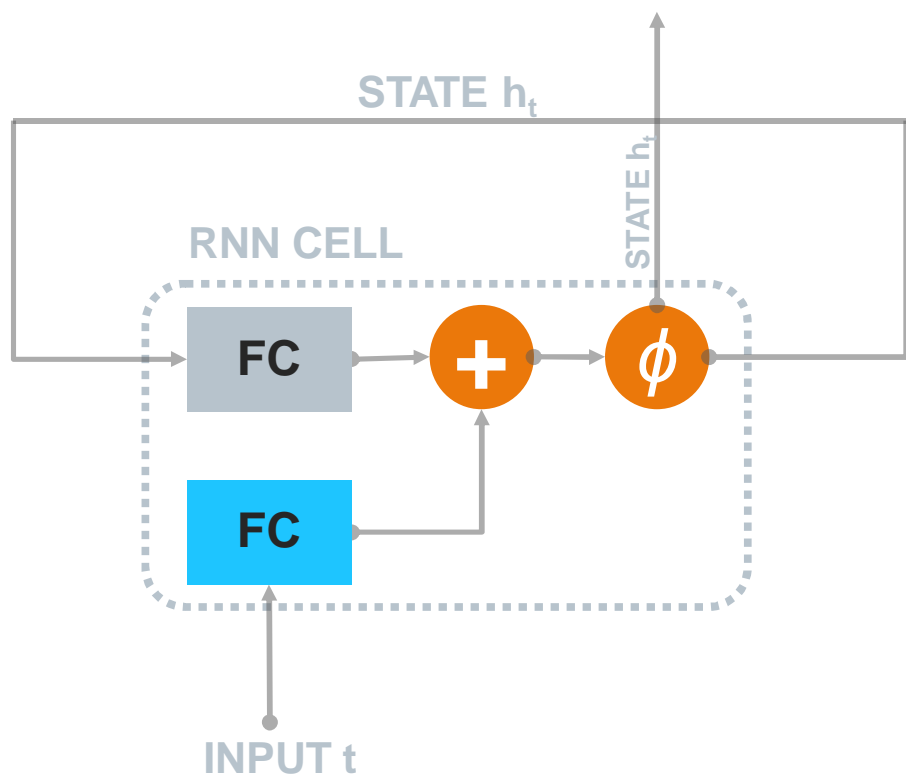 STATE hₜ
STATE hₜ
RNN CELL
FC
+
ϕ
FC
INPUT t